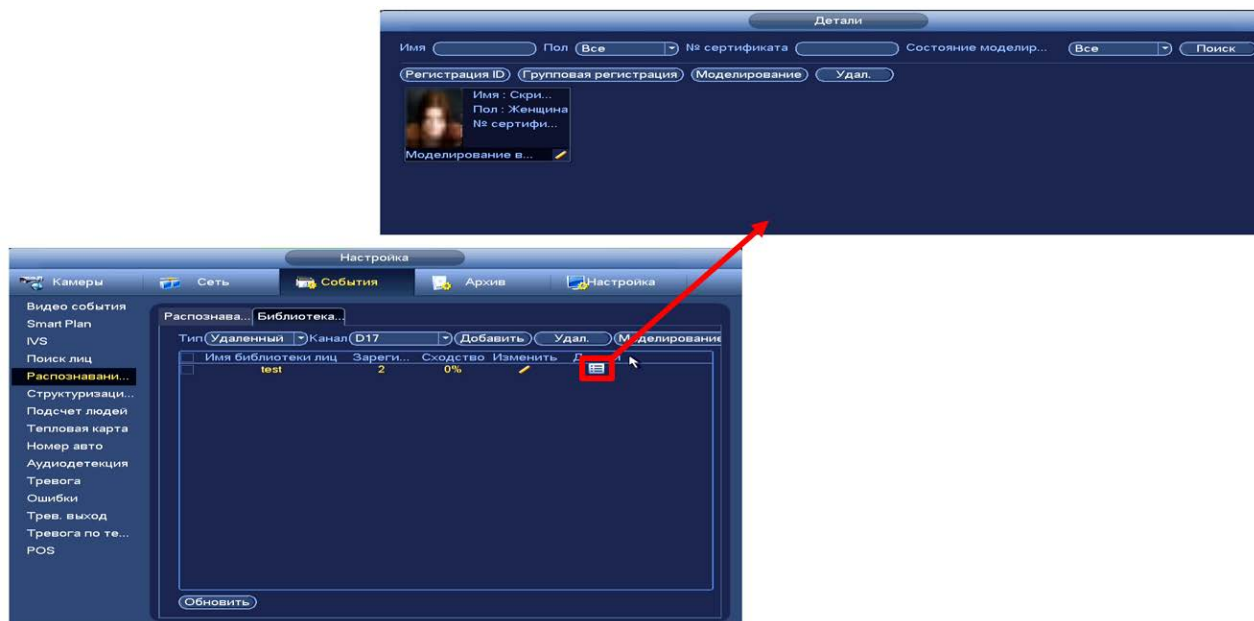 Детали
Имя Пол Все № сертификата Состояние моделир... Все Поиск
Регистрация ID Групповая регистрация Моделирование Удал.
Имя : Скри...
Пол : Женщина
№ сертифи...
Моделирование в...
Настройка
Камеры Сеть События Архив Настройка
Видео события
Smart Plan
IVS
Поиск лиц
Распознавани...
Структуризаци...
Подсчет людей
Тепловая карта
Номер авто
Аудиодетекция
Тревога
Ошибки
Трев. выход
Тревога по те...
POS
Распознава... Библиотека...
Тип Удаленный Канал D17 Добавить Удал. Моделирование
Имя библиотеки лиц Зареги... Сходство Изменить
test 2 0%
Обновить